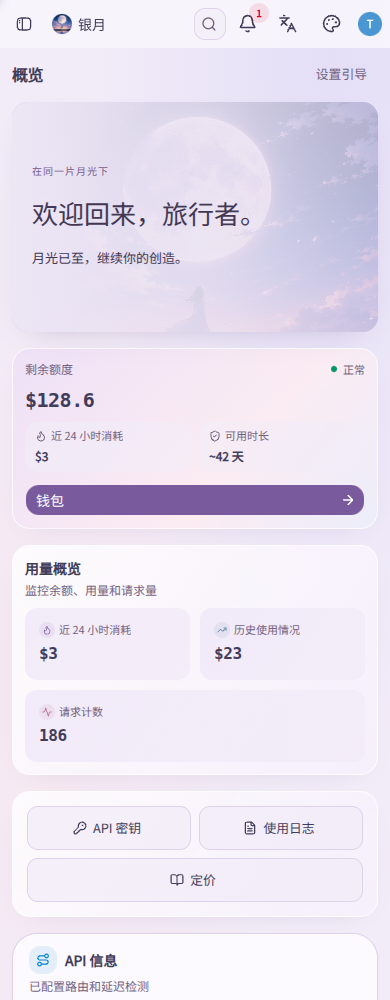 银月
1
T
概览
设置引导
在同一片月光下
欢迎回来，旅行者。
月光已至，继续你的创造。
剩余额度
正常
$128.6
近 24 小时消耗
可用时长
$3
~42 天
钱包
用量概览
监控余额、用量和请求量
近 24 小时消耗
历史使用情况
$3
$23
请求计数
186
API 密钥
使用日志
定价
API 信息
已配置路由和延迟检测